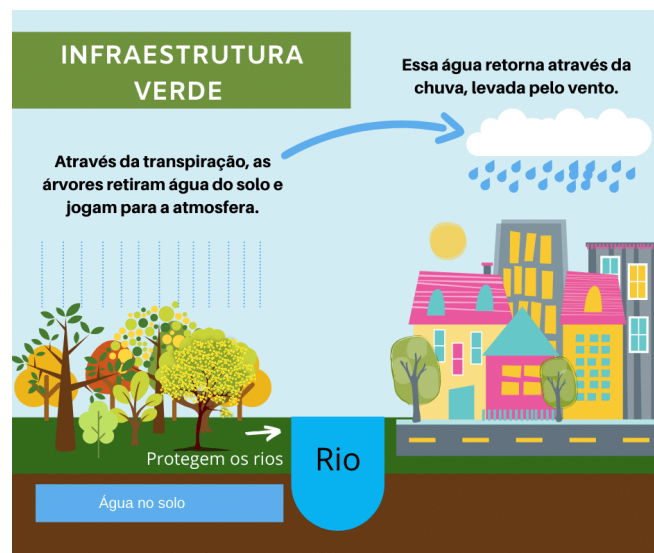 INFRAESTRUTURA
VERDE
Essa água retorna através da
chuva, levada pelo vento.
Através da transpiração, as
árvores retiram água do solo e
jogam para a atmosfera.
Protegem os rios
Rio
Água no solo